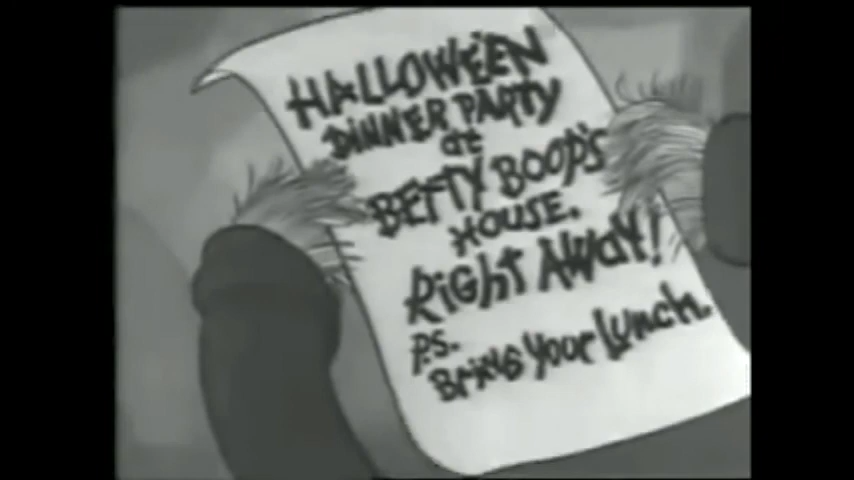 HALLOWEEN
DINNER PARTY
at
BETTY BOOP'S
HOUSE.
RIGHT AWAY!
P.S.
BRING YOUR LUNCH.